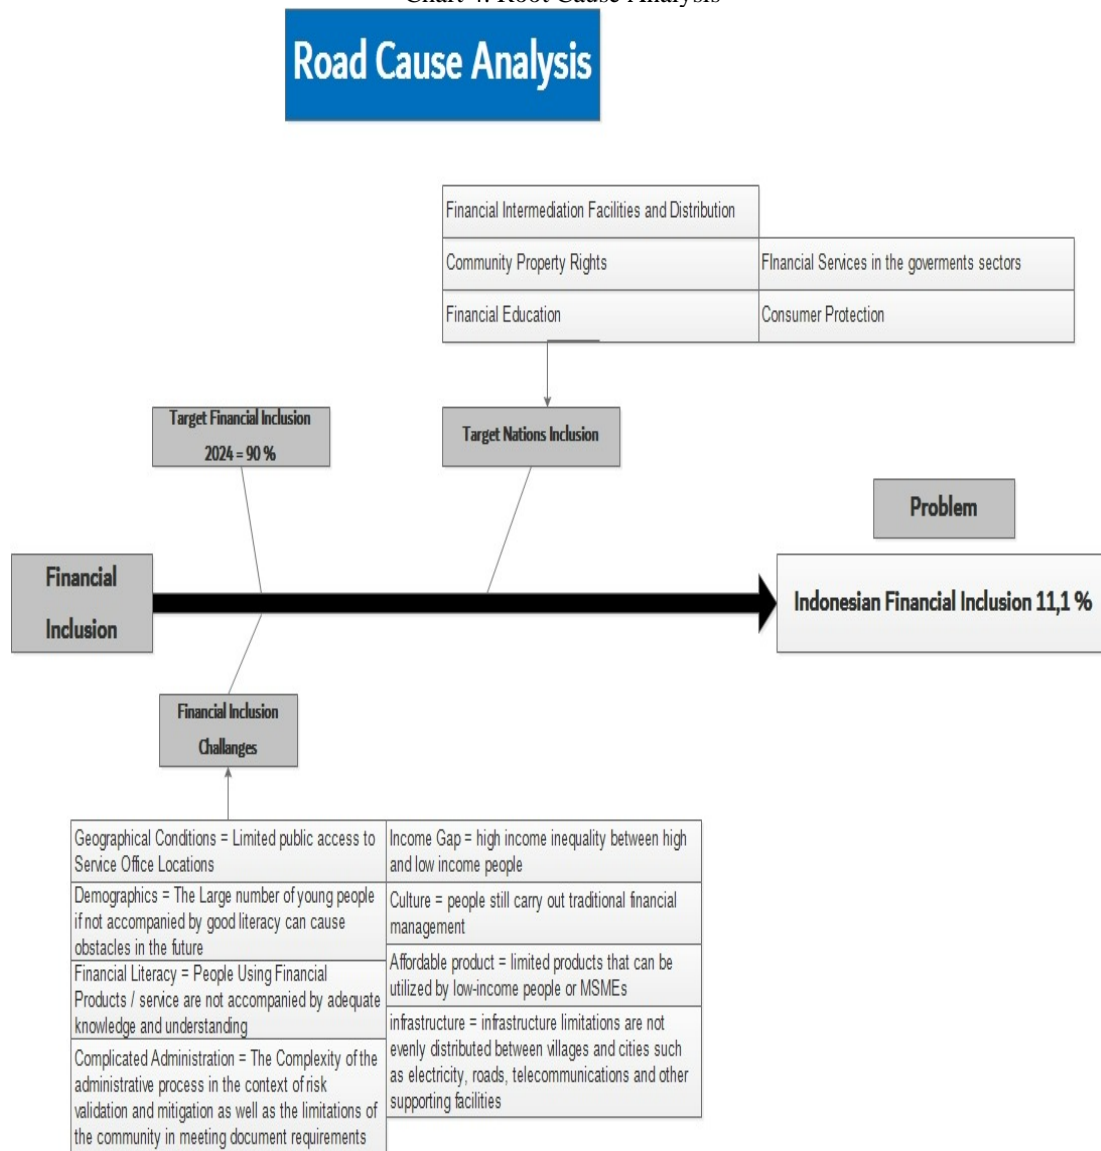 Chart 4. Root Cause Analysis
Road Cause Analysis
Financial Intermediation Facilities and Distribution
Community Property Rights
FInancial Services in the goverments sectors
Financial Education
Consumer Protection
Target Financial Inclusion
2024 = 90 %
Target Nations Inclusion
Problem
Financial
Inclusion
Indonesian Financial Inclusion 11,1 %
Financial Inclusion
Challanges
Geographical Conditions = Limited public access to
Service Office Locations
Demographics = The Large number of young people
if not accompanied by good literacy can cause
obstacles in the future
Financial Literacy = People Using Financial
Products / service are not accompanied by adequate
knowledge and understanding
Complicated Administration = The Complexity of the
administrative process in the context of risk
validation and mitigation as well as the limitations of
the community in meeting document requirements
Income Gap = high income inequality between high
and low income people
Culture = people still carry out traditional financial
management
Affordable product = limited products that can be
utilized by low-income people or MSMEs
infrastructure = infrastructure limitations are not
evenly distributed between villages and cities such
as electricity, roads, telecommunications and other
supporting facilities